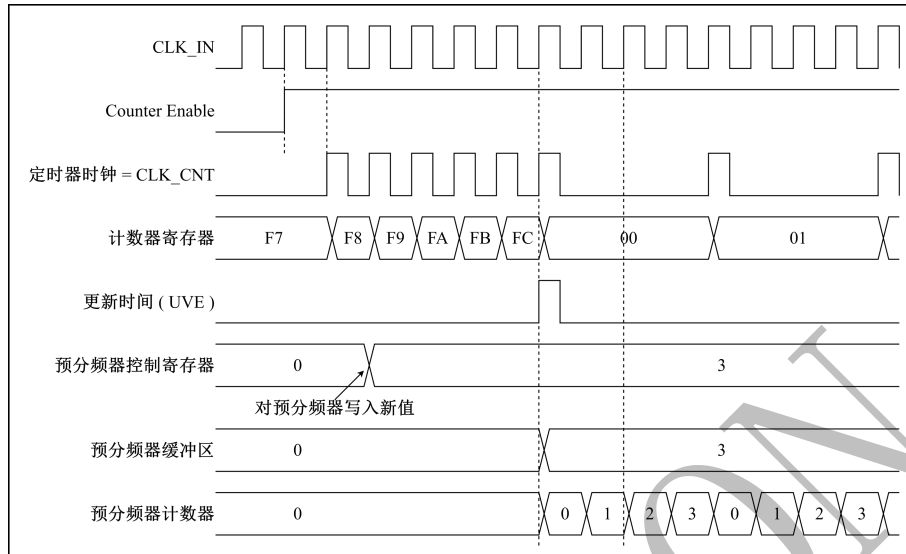 CLK_IN
Counter Enable
定时器时钟 = CLK_CNT
计数器寄存器 F7 F8 F9 FA FB FC 00 01
更新时间 ( UVE )
预分频器控制寄存器 0 3
对预分频器写入新值
预分频器缓冲区 0 3
预分频器计数器 0 0 1 2 3 0 1 2 3
ON